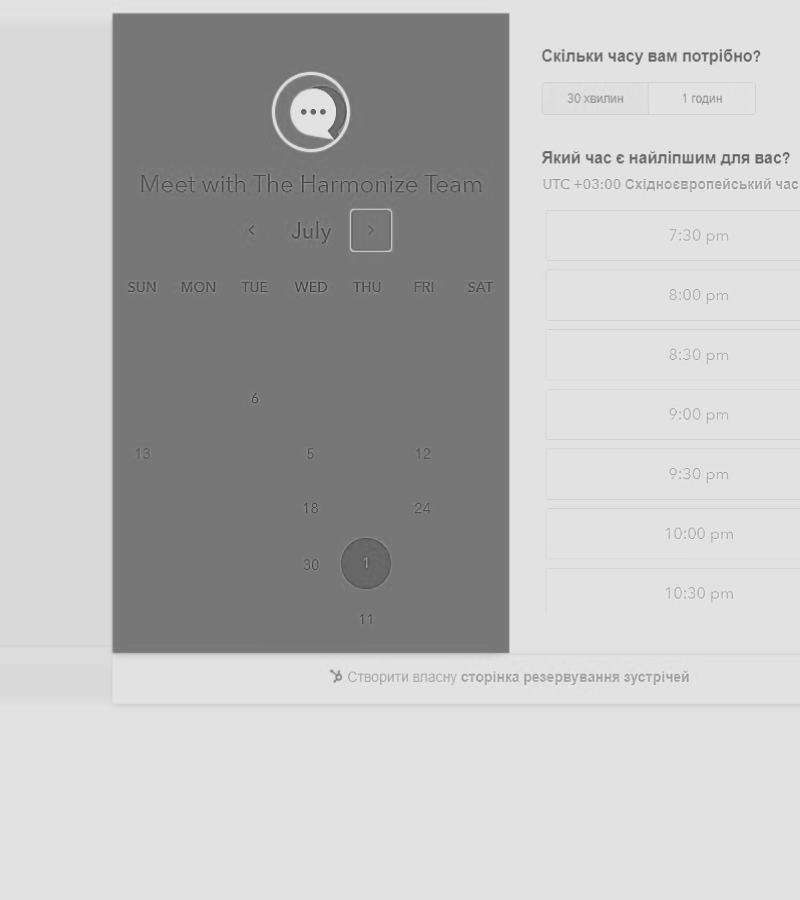 Meet with The Harmonize Team
July
SUN MON TUE WED THU FRI SAT
6
13 5 12
18 24
30 1
11
Скільки часу вам потрібно?
30 хвилин 1 годин
Який час є найліпшим для вас?
UTC +03:00 Східноєвропейський час
7:30 pm
8:00 pm
8:30 pm
9:00 pm
9:30 pm
10:00 pm
10:30 pm
Створити власну сторінка резервування зустрічей